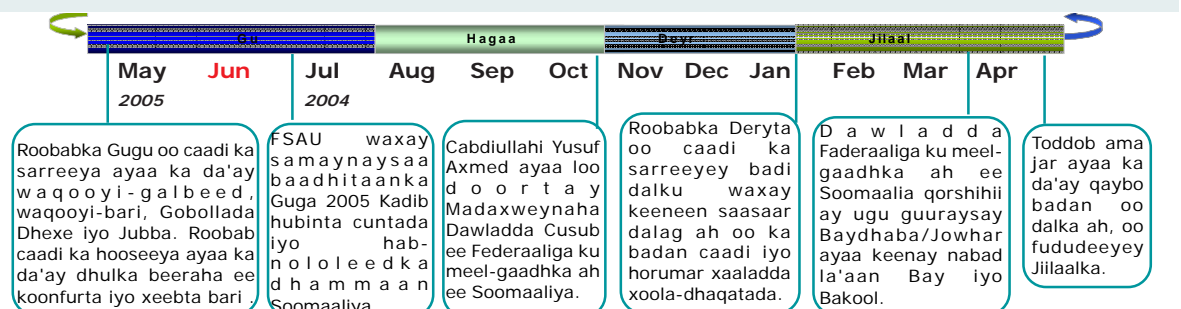 Gu Hagaa Deyr Jilaal
May Jun Jul Aug Sep Oct Nov Dec Jan Feb Mar Apr
2005 2004
Roobabka Gugu oo caadi ka
sarreeya ayaa ka da'ay
waqooyi-galbeed,
waqooyi-bari, Gobollada
Dhexe iyo Jubba. Roobab
caadi ka hooseeya ayaa ka
da'ay dhulka beeraha ee
koonfurta iyo xeebta bari .
FSAU waxay
samaynaysaa
baadhitaanka
Guga 2005 Kadib
hubinta cuntada
iyo hab-
nololeedka
dhammaan
Soomaaliya
Cabdiullahi Yusuf
Axmed ayaa loo
doortay
Madaxweynaha
Dawladda Cusub
ee Federaaliga ku
meel-gaadhka ah
ee Soomaaliya.
Roobabka Deryta
oo caadi ka
sarreeyey badi
dalku waxay
keeneen saasaar
dalag ah oo ka
badan caadi iyo
horumar xaaladda
xoola-dhaqatada.
Dawladda
Faderaaliga ku meel-
gaadhka ah ee
Soomaalia qorshihii
ay ugu guuraysay
Baydhaba/Jowhar
ayaa keenay nabad
la'aan Bay iyo
Bakool.
Toddob ama
jar ayaa ka
da'ay qaybo
badan oo
dalka ah, oo
fududeeyey
Jiilaalka.